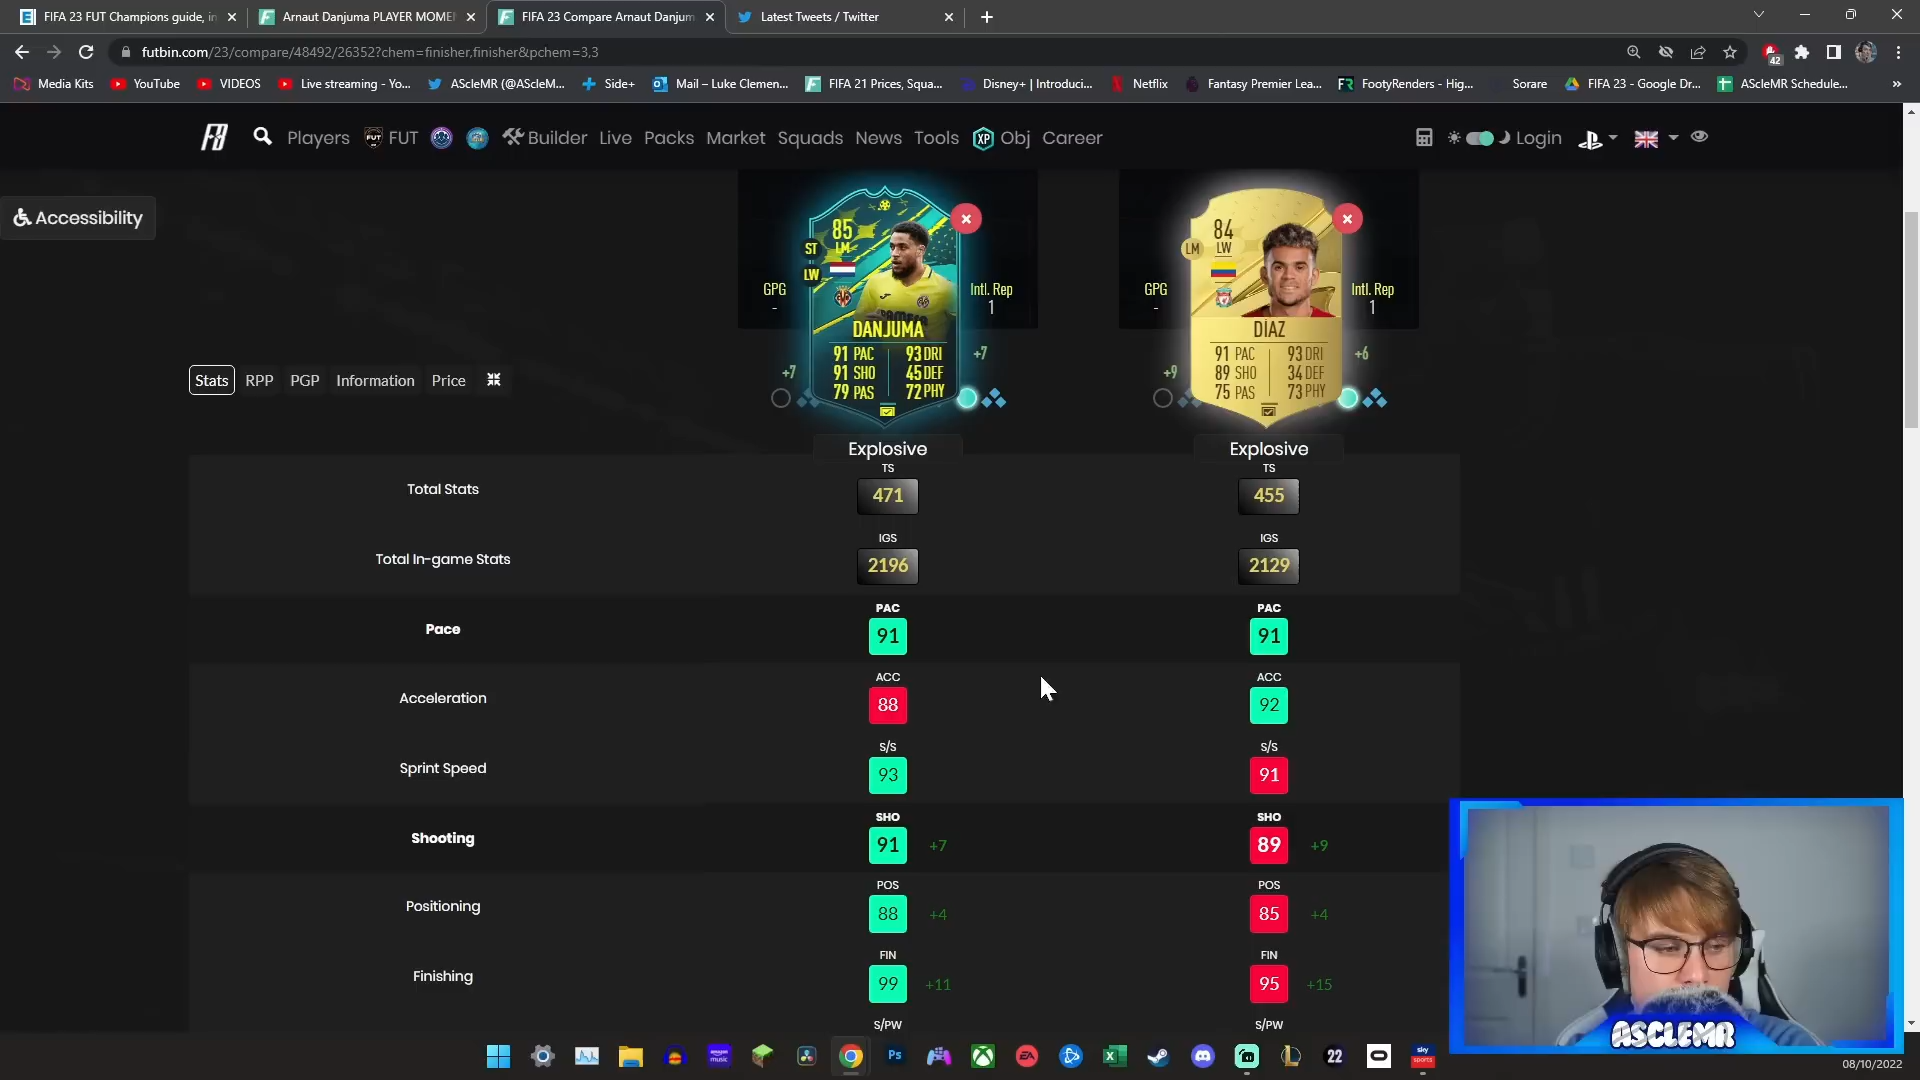 FIFA 23 FUT Champions guide, in
Arnaut Danjuma PLAYER MOME
FIFA 23 Compare Arnaut Danjum
Latest Tweets / Twitter
futbin.com/23/compare/48492/26352?chem=finisher,finisher&pchem=3,3
42
Media Kits
YouTube
VIDEOS
Live streaming - Yo...
AScleMR (@AScleM...
Side+
Mail – Luke Clemen...
FIFA 21 Prices, Squa...
Disney+ | Introduci...
Netflix
Fantasy Premier Lea...
FootyRenders - Hig...
Sorare
FIFA 23 - Google Dr...
AScleMR Schedule...
Players FUT Builder Live Packs Market Squads News Tools XP Obj Career Login
Accessibility
85 LM
ST
LW
GPG
-
Intl. Rep
1
DANJUMA
91 PAC 93 DRI
91 SHO 45 DEF
79 PAS 72 PHY
+7
+7
84 LW
LM
GPG
-
Intl. Rep
1
DÍAZ
91 PAC 93 DRI
89 SHO 34 DEF
75 PAS 73 PHY
+9
+6
Stats RPP PGP Information Price
Explosive Explosive
TS TS
Total Stats 471 455
IGS IGS
Total In-game Stats 2196 2129
PAC PAC
Pace 91 91
ACC ACC
Acceleration 88 92
S/S S/S
Sprint Speed 93 91
SHO SHO
Shooting 91 +7 89 +9
POS POS
Positioning 88 +4 85 +4
FIN FIN
Finishing 99 +11 95 +15
S/PW S/PW
ASCLEMR
Ps
EA
22
sky
sports
08/10/2022